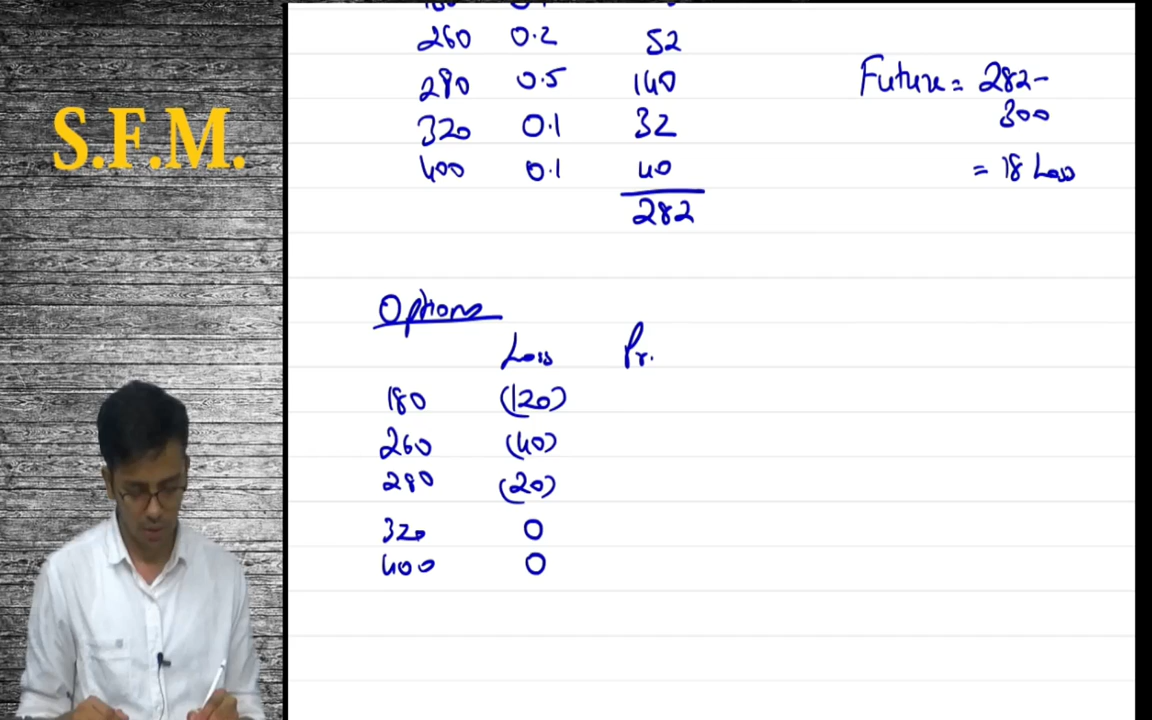 S.F.M.
260 0.2 52
280 0.5 140
320 0.1 32
400 0.1 40
282
Future = 282-
300
= 18 Loss
Options
Loss Pr.
180 (120)
260 (40)
280 (20)
320 0
400 0